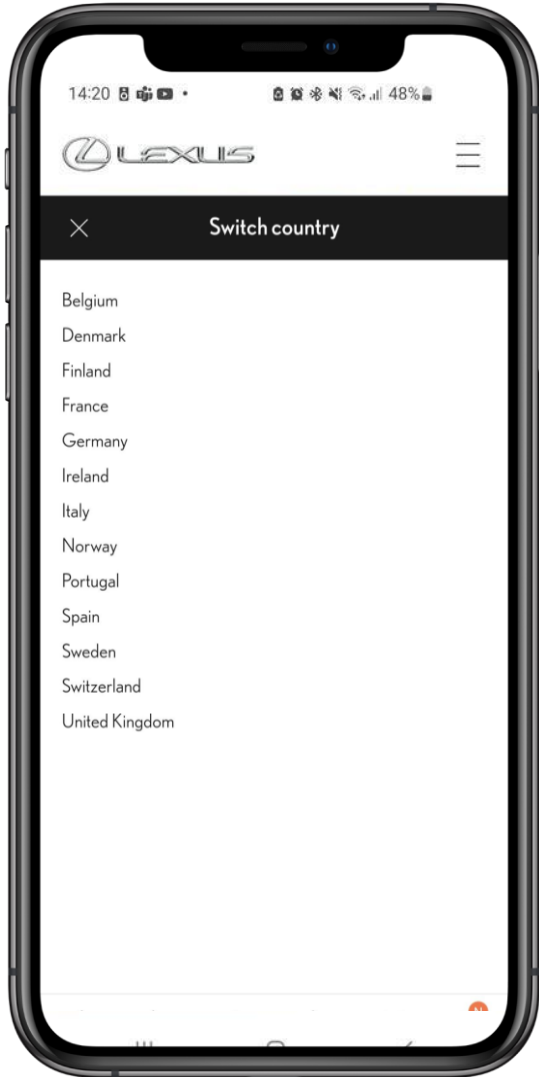 14:20 48%
LEXUS
Switch country
Belgium
Denmark
Finland
France
Germany
Ireland
Italy
Norway
Portugal
Spain
Sweden
Switzerland
United Kingdom